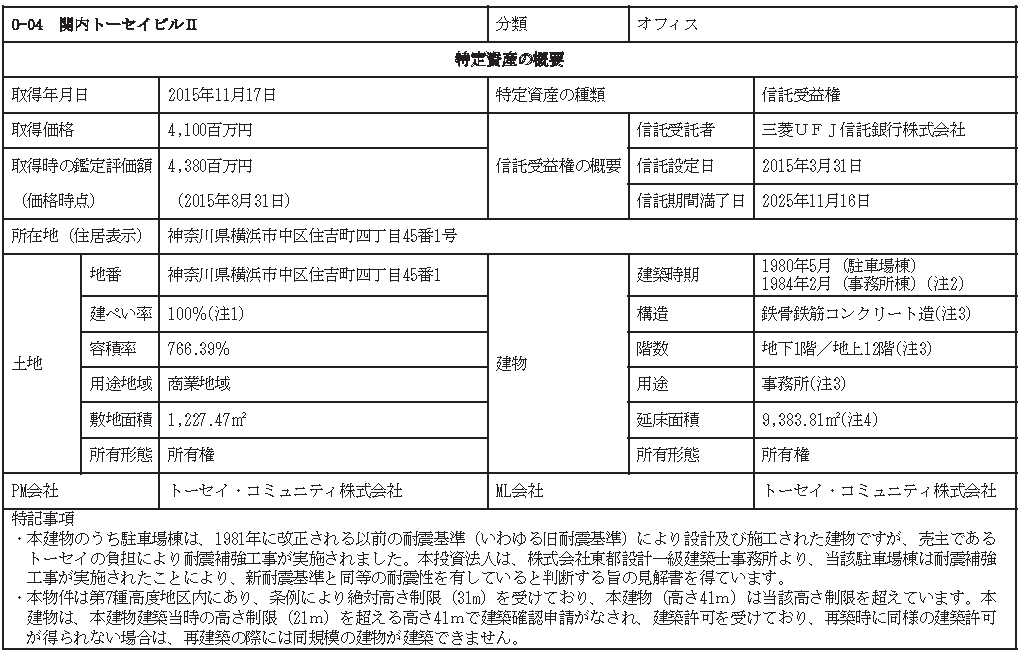 O-04　関内トーセイビルⅡ　分類　オフィス
特定資産の概要
取得年月日　2015年11月17日　特定資産の種類　信託受益権
取得価格　4,100百万円　信託受益権の概要　信託受託者　三菱ＵＦＪ信託銀行株式会社
取得時の鑑定評価額　4,380百万円　信託設定日　2015年3月31日
（価格時点）　（2015年8月31日）　信託期間満了日　2025年11月16日
所在地（住居表示）　神奈川県横浜市中区住吉町四丁目45番1号
土地　地番　神奈川県横浜市中区住吉町四丁目45番1　建物　建築時期　1980年5月（駐車場棟）
1984年2月（事務所棟）(注2)
建ぺい率　100%(注1)　構造　鉄骨鉄筋コンクリート造(注3)
容積率　766.39%　階数　地下1階／地上12階(注3)
用途地域　商業地域　用途　事務所(注3)
敷地面積　1,227.47㎡　延床面積　9,383.81㎡(注4)
所有形態　所有権　所有形態　所有権
PM会社　トーセイ・コミュニティ株式会社　ML会社　トーセイ・コミュニティ株式会社
特記事項
・本建物のうち駐車場棟は、1981年に改正される以前の耐震基準（いわゆる旧耐震基準）により設計及び施工された建物ですが、売主である
トーセイの負担により耐震補強工事が実施されました。本投資法人は、株式会社東都設計一級建築士事務所より、当該駐車場棟は耐震補強
工事が実施されたことにより、新耐震基準と同等の耐震性を有していると判断する旨の見解書を得ています。
・本物件は第7種高度地区内にあり、条例により絶対高さ制限（31m）を受けており、本建物（高さ41m）は当該高さ制限を超えています。本
建物は、本建物建築当時の高さ制限（21m）を超える高さ41mで建築確認申請がなされ、建築許可を受けており、再築時に同様の建築許可
が得られない場合は、再建築の際には同規模の建物が建築できません。